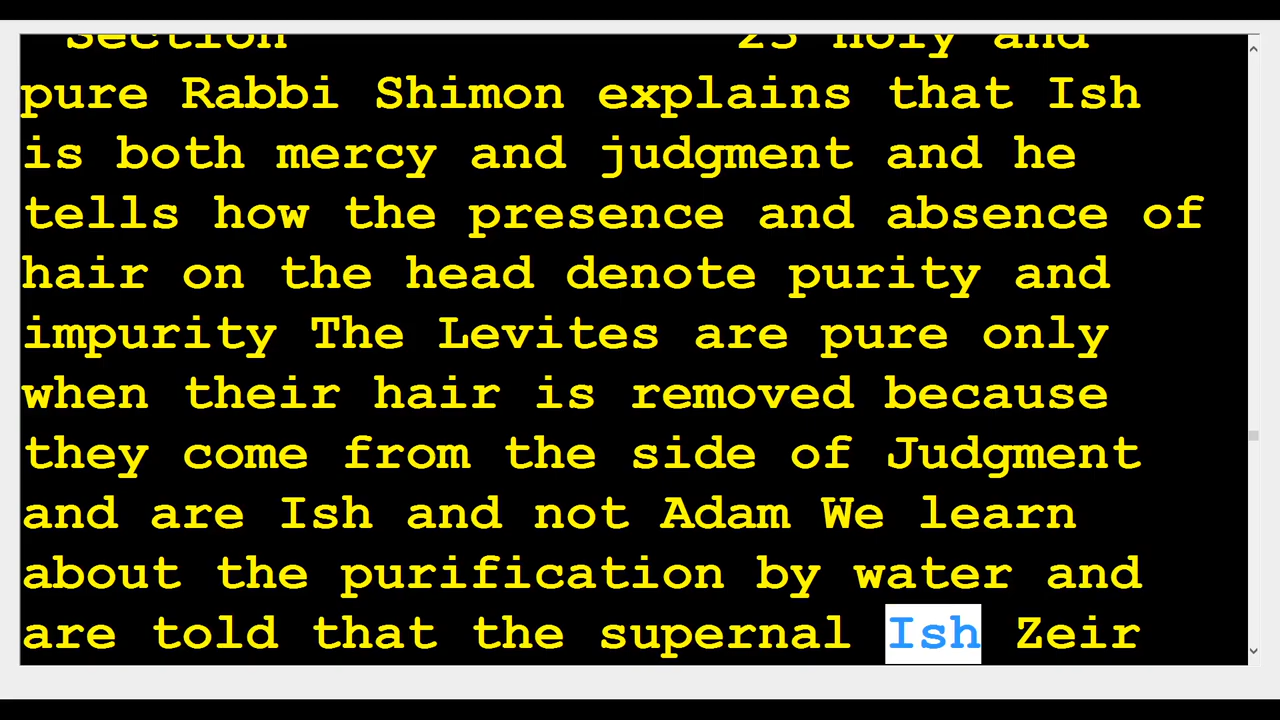 Section 23 Holy and
pure Rabbi Shimon explains that Ish
is both mercy and judgment and he
tells how the presence and absence of
hair on the head denote purity and
impurity The Levites are pure only
when their hair is removed because
they come from the side of Judgment
and are Ish and not Adam We learn
about the purification by water and
are told that the supernal Ish Zeir